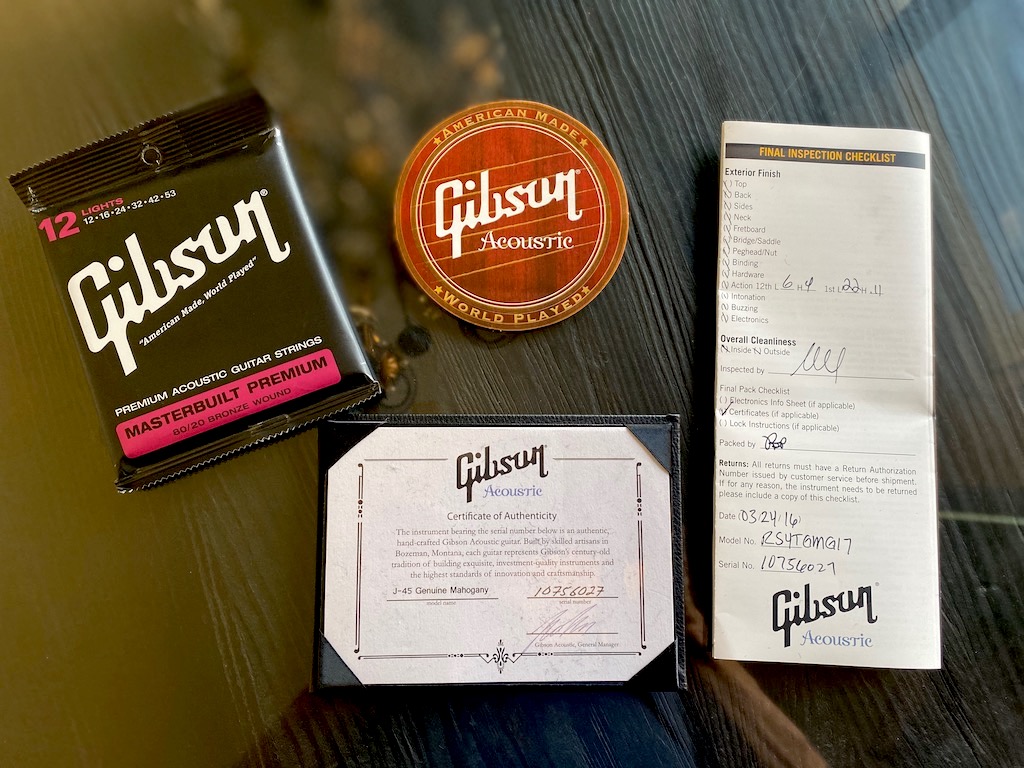 12 LIGHTS
12•16•24•32•42•53
Gibson®
"American Made, World Played"
PREMIUM ACOUSTIC GUITAR STRINGS
MASTERBUILT PREMIUM
80/20 BRONZE WOUND
★AMERICAN MADE★
Gibson®
Acoustic
★WORLD PLAYED★
Gibson®
Acoustic
Certificate of Authenticity
The instrument bearing the serial number below is an authentic,
hand-crafted Gibson Acoustic guitar. Built by skilled artisans in
Bozeman, Montana, each guitar represents Gibson's century-old
tradition of building exquisite, investment-quality instruments and
the highest standards of innovation and craftsmanship.
J-45 Genuine Mahogany 10756027
model name serial number
Gibson Acoustic, General Manager
FINAL INSPECTION CHECKLIST
Exterior Finish
( ) Top
( ) Back
( ) Sides
( ) Neck
( ) Fretboard
( ) Bridge/Saddle
( ) Peghead/Nut
( ) Binding
( ) Hardware
( ) Action 12th L 6 H 4 1st L 22 H .11
( ) Intonation
( ) Buzzing
( ) Electronics
Overall Cleanliness
( ) Inside ( ) Outside
Inspected by
Final Pack Checklist
( ) Electronics Info Sheet (if applicable)
( ) Certificates (if applicable)
( ) Lock Instructions (if applicable)
Packed by
Returns: All returns must have a Return Authorization
Number issued by customer service before shipment.
If for any reason, the instrument needs to be returned
please include a copy of this checklist.
Date (03/24/16)
Model No. RS4TGMG17
Serial No. 10756027
Gibson®
Acoustic